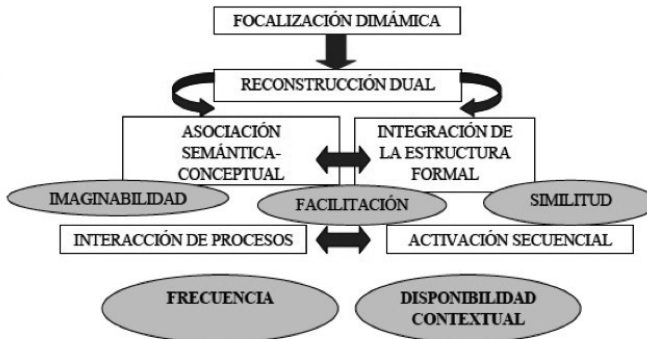 FOCALIZACIÓN DIMÁMICA
RECONSTRUCCIÓN DUAL
ASOCIACIÓN
SEMÁNTICA-
CONCEPTUAL
INTEGRACIÓN DE
LA ESTRUCTURA
FORMAL
IMAGINABILIDAD
FACILITACIÓN
SIMILITUD
INTERACCIÓN DE PROCESOS
ACTIVACIÓN SECUENCIAL
FRECUENCIA
DISPONIBILIDAD
CONTEXTUAL